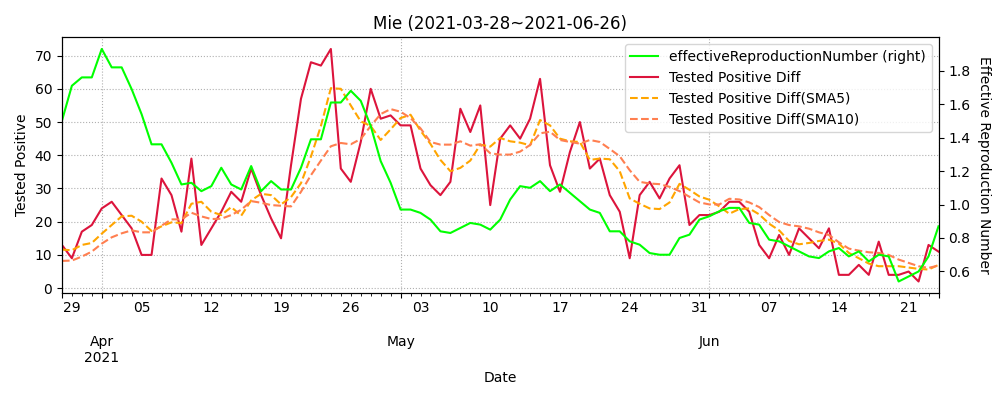 Mie (2021-03-28~2021-06-26)
effectiveReproductionNumber (right)
Tested Positive Diff
Tested Positive Diff(SMA5)
Tested Positive Diff(SMA10)
Tested Positive
70
60
50
40
30
20
10
0
1.8
1.6
1.4
1.2
1.0
0.8
0.6
Effective Reproduction Number
29 05 12 19 26 03 10 17 24 31 07 14 21
Apr May Jun
2021
Date